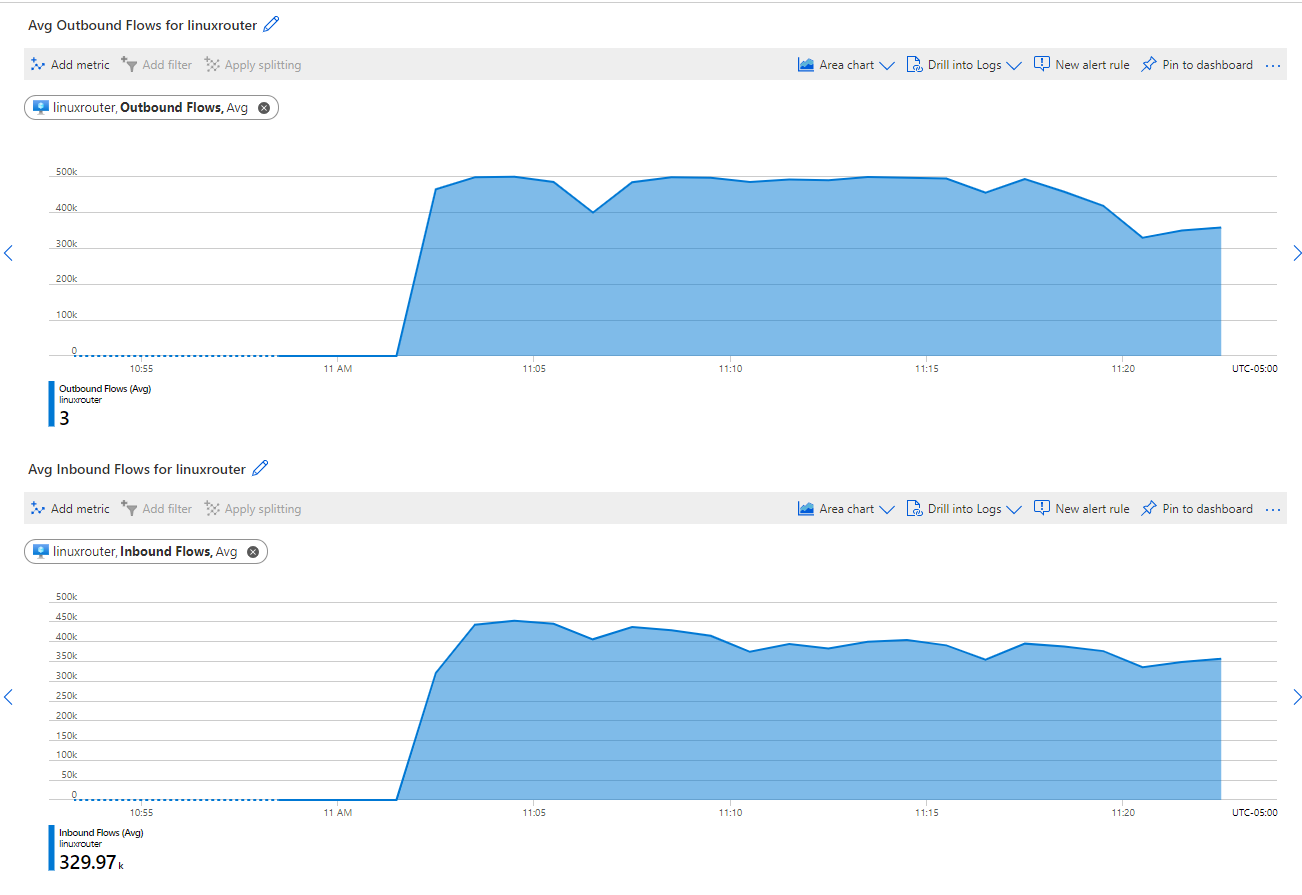 Avg Outbound Flows for linuxrouter
Add metric Add filter Apply splitting Area chart Drill into Logs New alert rule Pin to dashboard ...
linuxrouter, Outbound Flows, Avg
500k
400k
300k
200k
100k
0
10:55 11 AM 11:05 11:10 11:15 11:20 UTC-05:00
Outbound Flows (Avg)
linuxrouter
3
Avg Inbound Flows for linuxrouter
Add metric Add filter Apply splitting Area chart Drill into Logs New alert rule Pin to dashboard ...
linuxrouter, Inbound Flows, Avg
500k
450k
400k
350k
300k
250k
200k
150k
100k
50k
0
10:55 11 AM 11:05 11:10 11:15 11:20 UTC-05:00
Inbound Flows (Avg)
linuxrouter
329.97 k